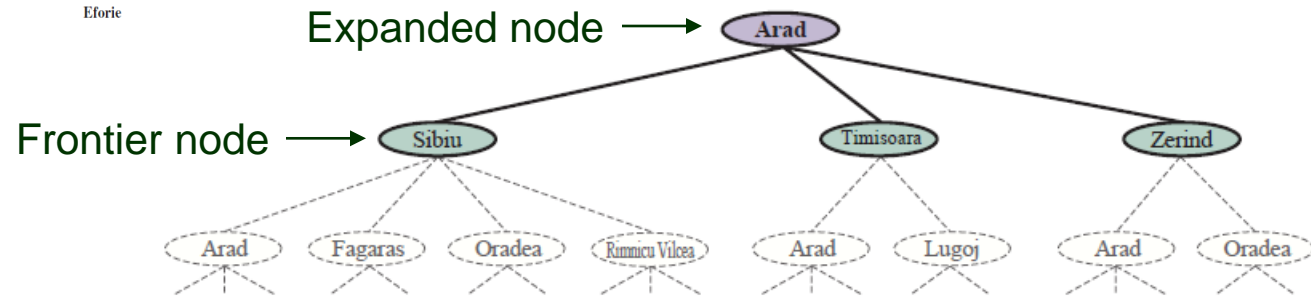 Eforie
Expanded node
Arad
Frontier node
Sibiu
Timisoara
Zerind
Arad
Fagaras
Oradea
Rimnicu Vilcea
Arad
Lugoj
Arad
Oradea